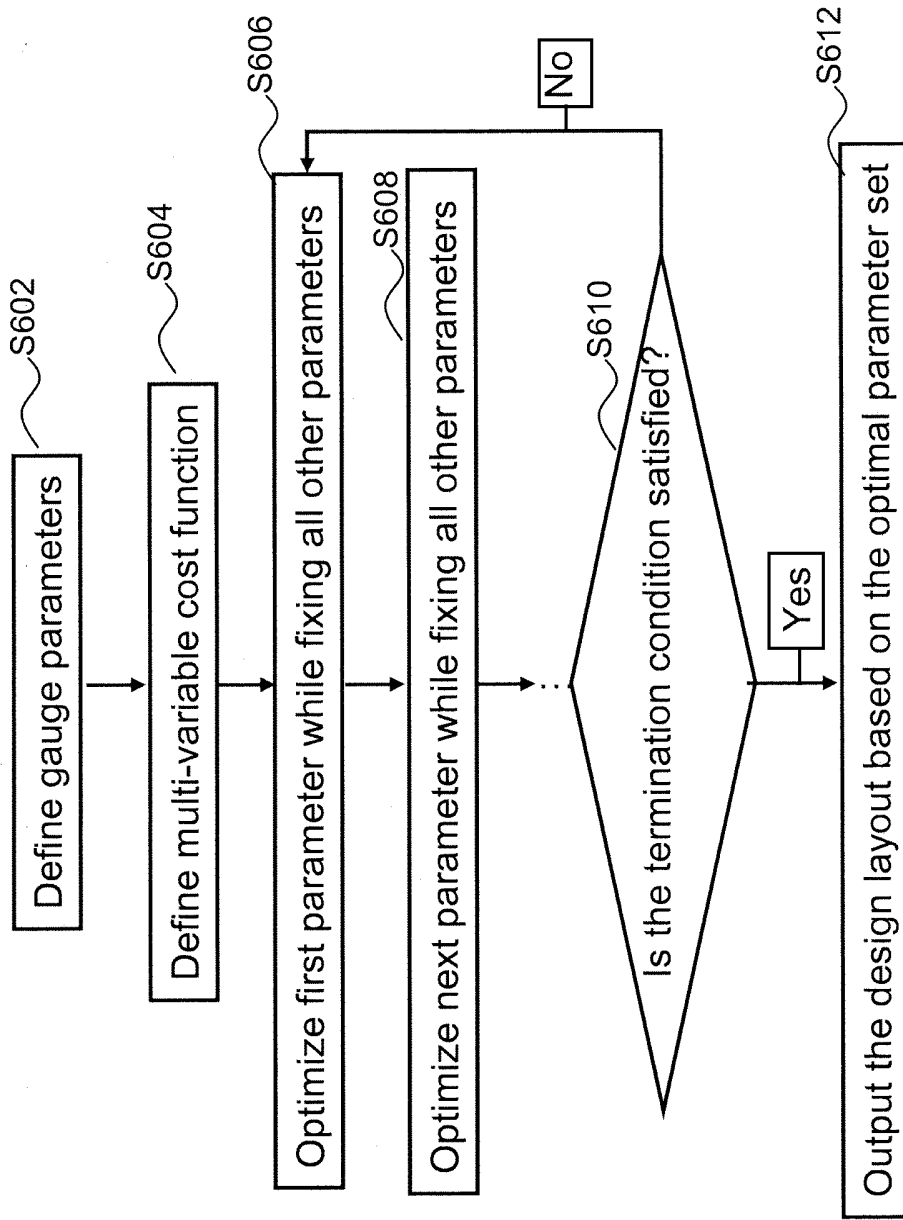 S602
Define gauge parameters
S604
Define multi-variable cost function
S606
Optimize first parameter while fixing all other parameters
S608
Optimize next parameter while fixing all other parameters
...
S610
Is the termination condition satisfied?
No
Yes
S612
Output the design layout based on the optimal parameter set